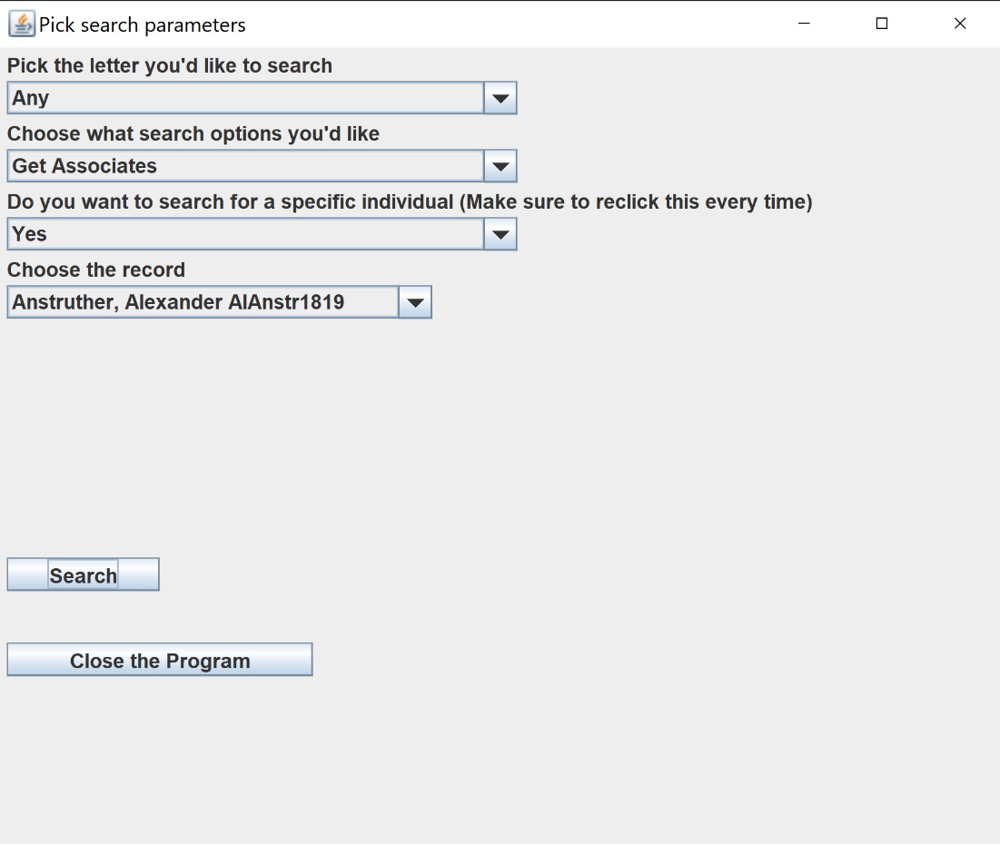 Pick search parameters
Pick the letter you'd like to search
Any
Choose what search options you'd like
Get Associates
Do you want to search for a specific individual (Make sure to reclick this every time)
Yes
Choose the record
Anstruther, Alexander AlAnstr1819
Search
Close the Program